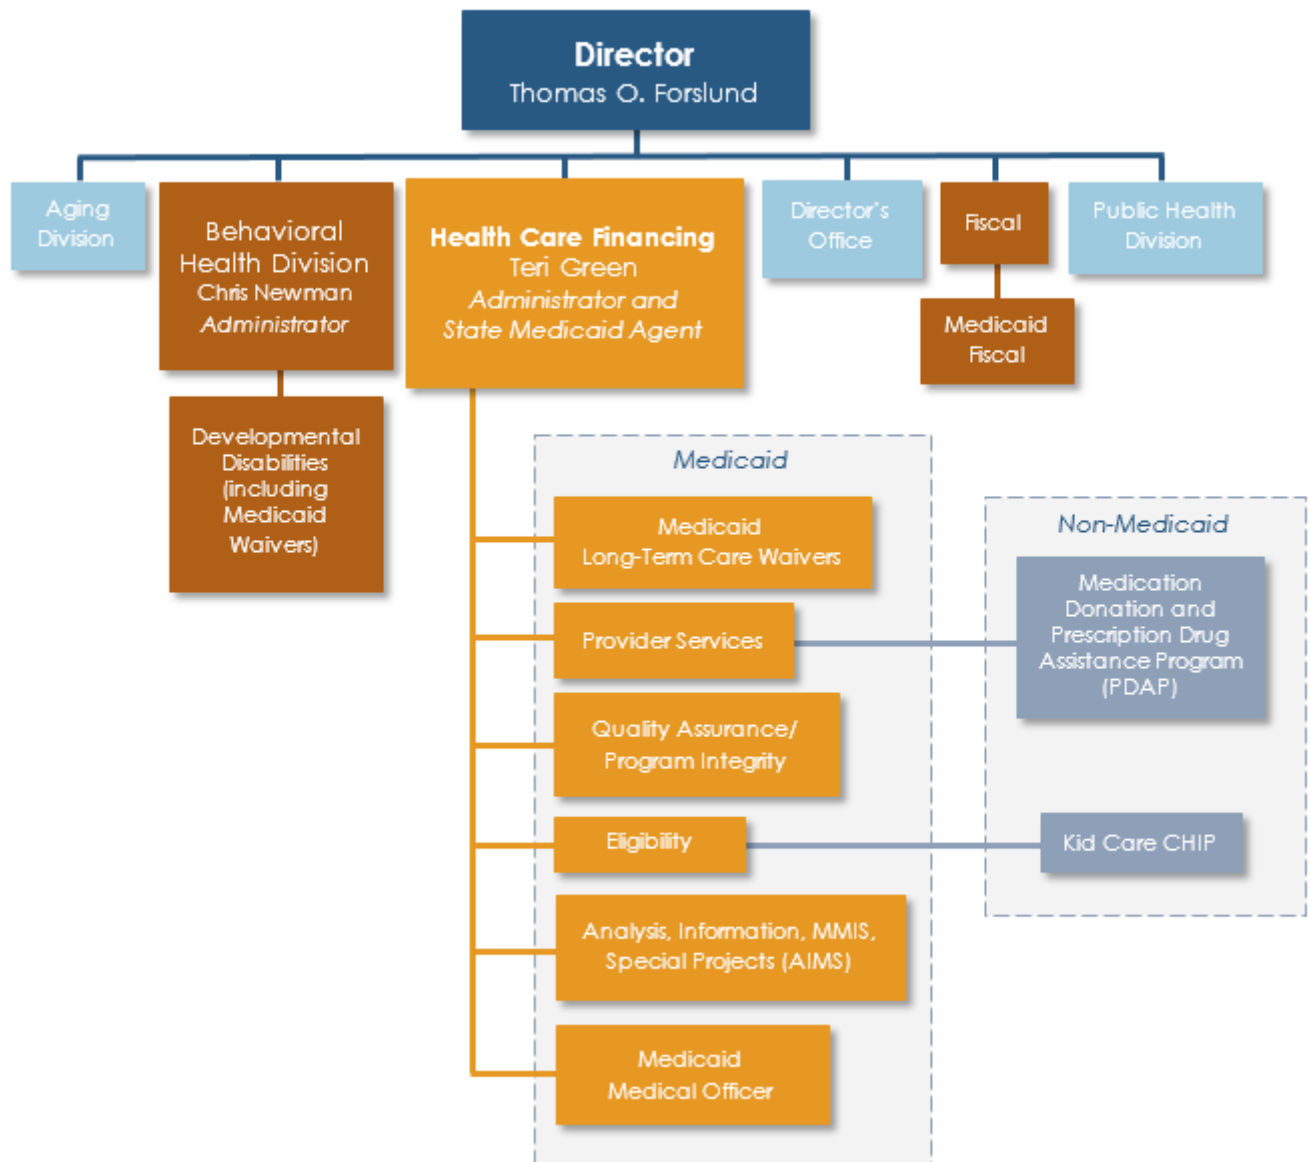 Director
Thomas O. Forslund
Aging
Division
Behavioral
Health Division
Chris Newman
Administrator
Health Care Financing
Teri Green
Administrator and
State Medicaid Agent
Director's
Office
Fiscal
Public Health
Division
Medicaid
Fiscal
Developmental
Disabilities
(including
Medicaid
Waivers)
Medicaid
Medicaid
Long-Term Care Waivers
Provider Services
Quality Assurance/
Program Integrity
Eligibility
Analysis, Information, MMIS,
Special Projects (AIMS)
Medicaid
Medical Officer
Non-Medicaid
Medication
Donation and
Prescription Drug
Assistance Program
(PDAP)
Kid Care CHIP